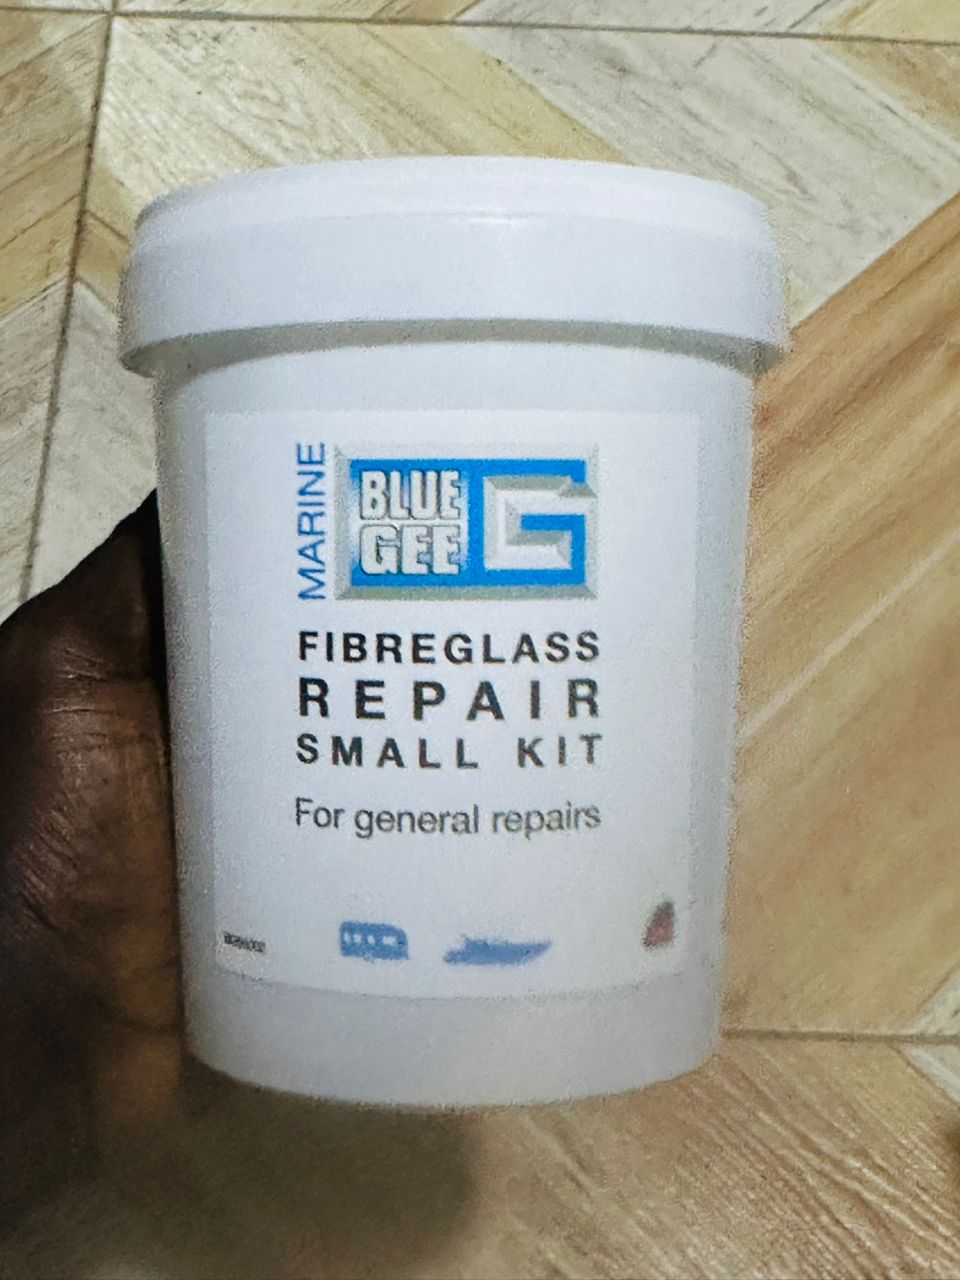 MARINE
BLUE
GEE
G
FIBREGLASS
REPAIR
SMALL KIT
For general repairs